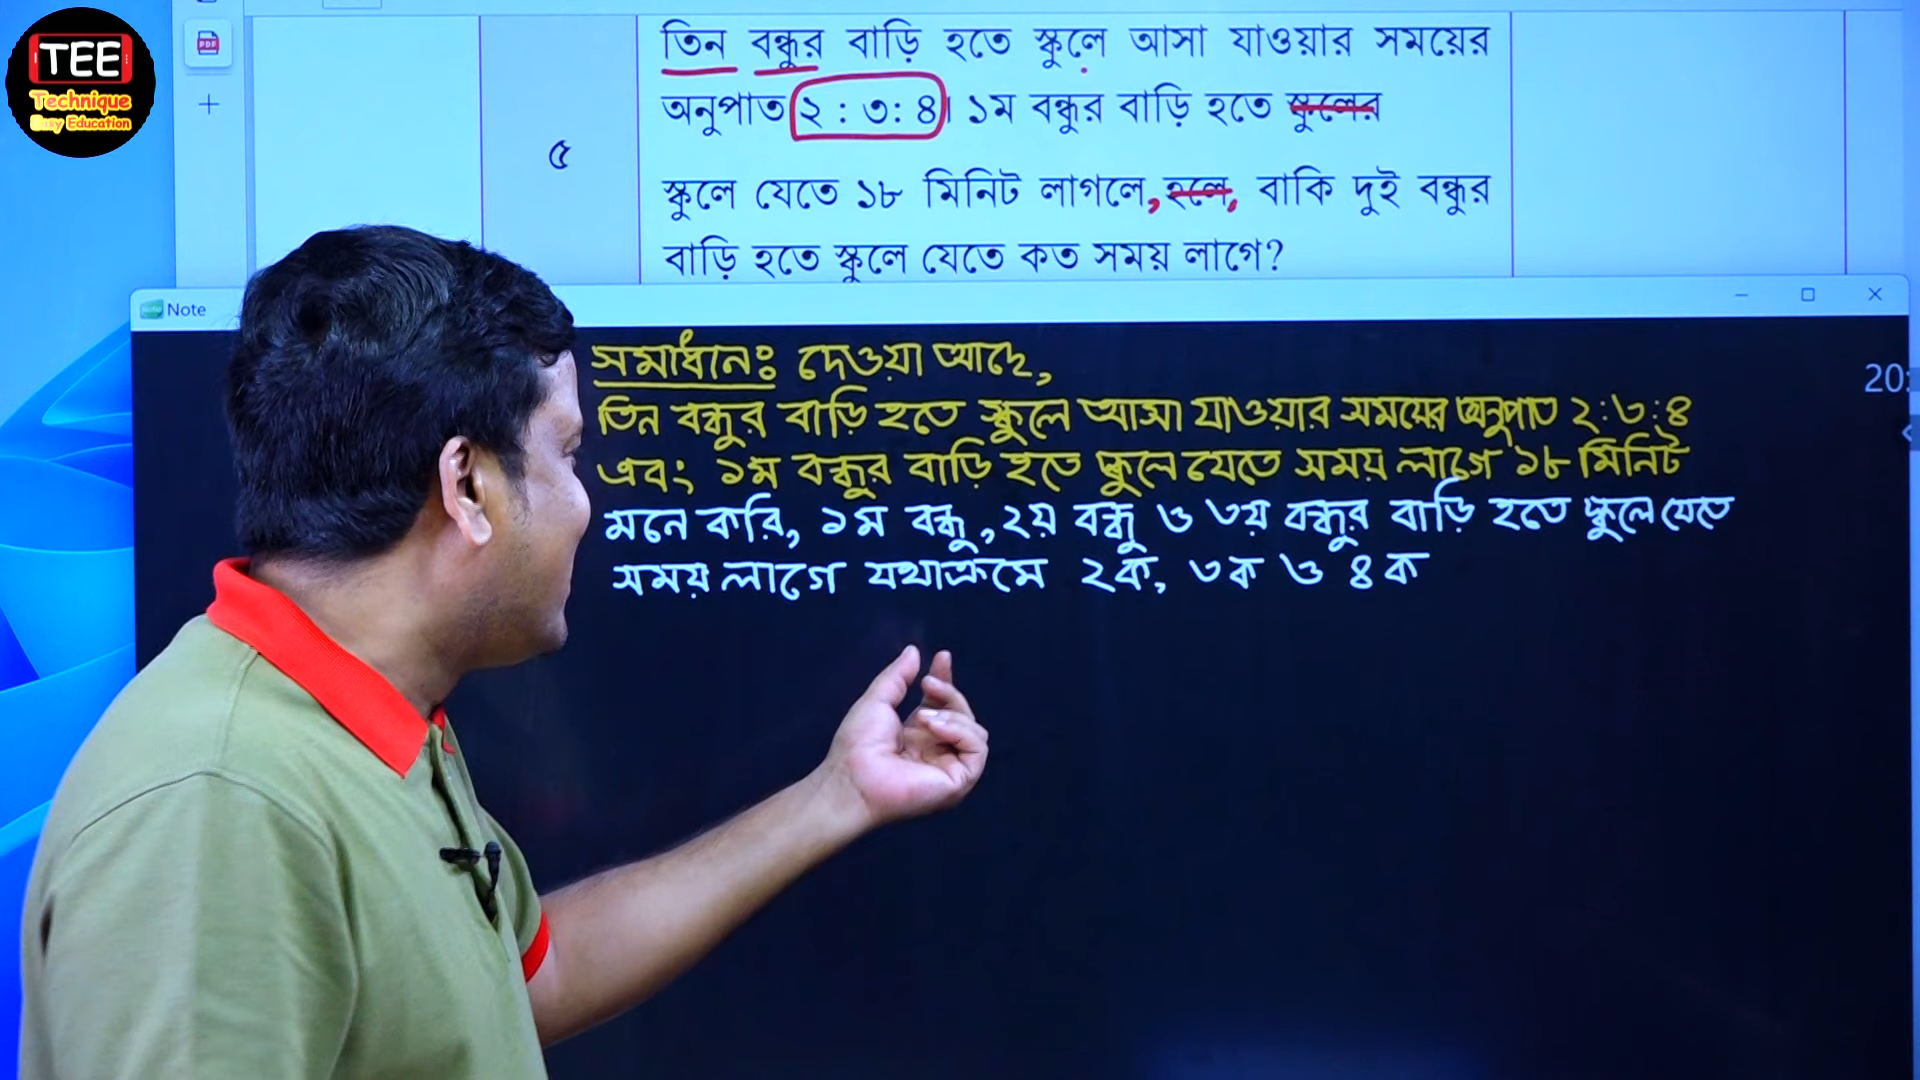 TEE
Technique
Easy Education
PDF
তিন বন্ধুর বাড়ি হতে স্কুলে আসা যাওয়ার সময়ের
অনুপাত ২ : ৩ : ৪। ১ম বন্ধুর বাড়ি হতে স্কুলের
৫
স্কুলে যেতে ১৮ মিনিট লাগলে, হলে, বাকি দুই বন্ধুর
বাড়ি হতে স্কুলে যেতে কত সময় লাগে?
Note
সমাধানঃ দেওয়া আছে,
20:
তিন বন্ধুর বাড়ি হতে স্কুলে আসা যাওয়ার সময়ের অনুপাত ২:৩:৪
এবং ১ম বন্ধুর বাড়ি হতে স্কুলে যেতে সময় লাগে ১৮ মিনিট
মনে করি, ১ম বন্ধু, ২য় বন্ধু ও ৩য় বন্ধুর বাড়ি হতে স্কুলে যেতে
সময় লাগে যথাক্রমে ২ক, ৩ক ও ৪ক